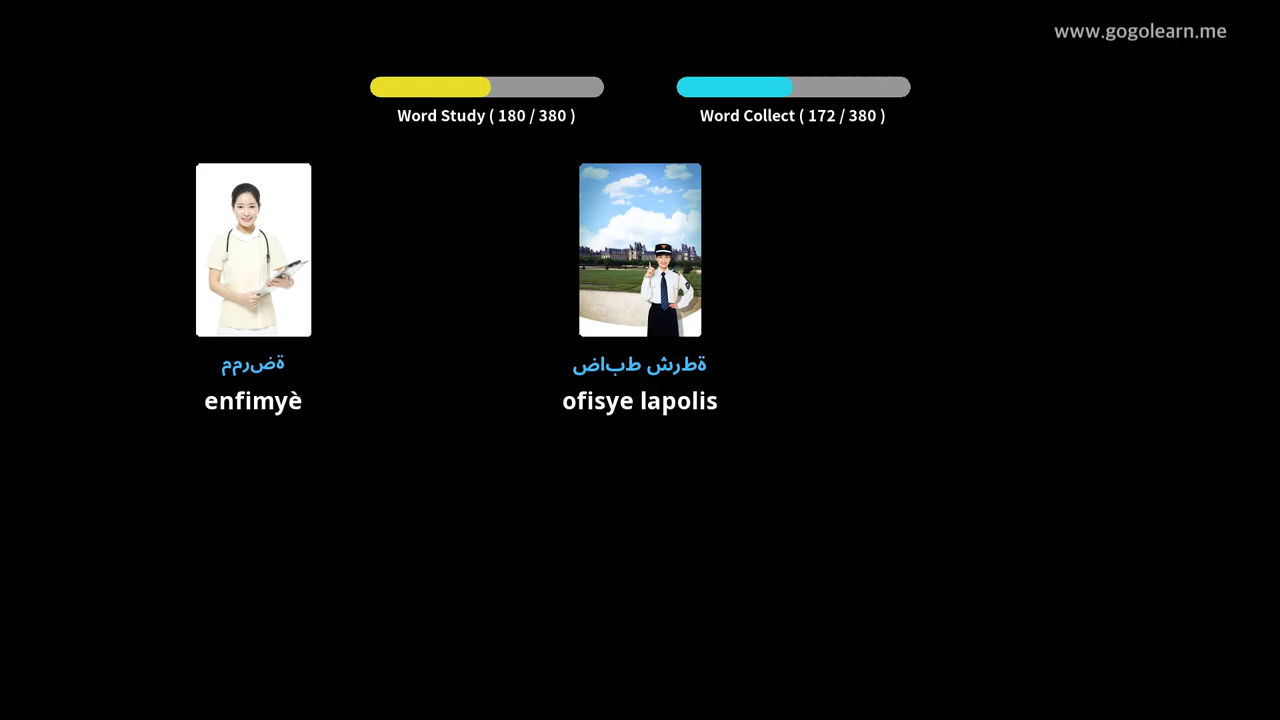 www.gogolearn.me
Word Study ( 180 / 380 )
Word Collect ( 172 / 380 )
ممرضة
enfimyè
ضابط شرطة
ofisye lapolis